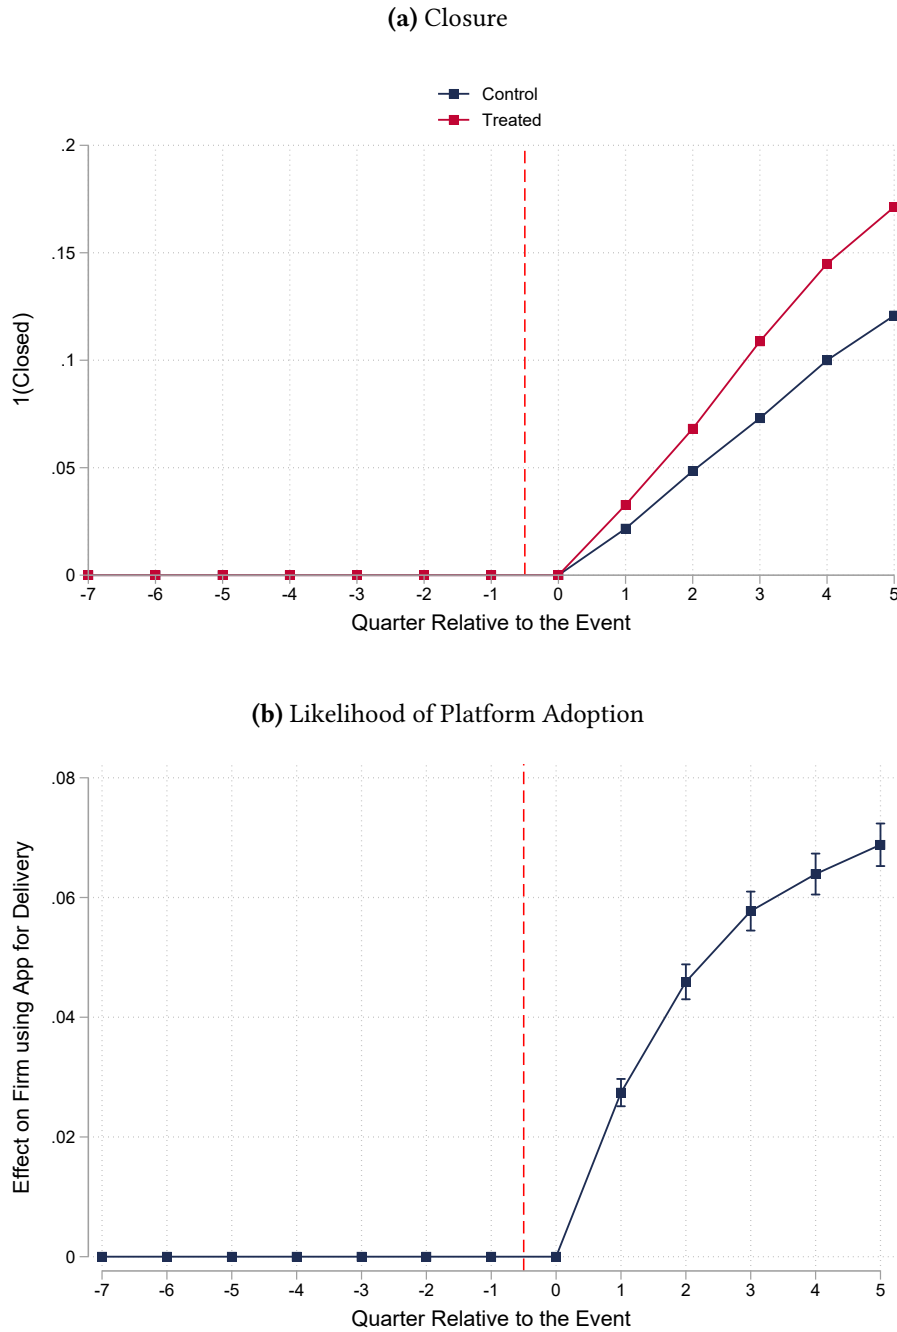 (a) Closure
Control
Treated
.2
.15
.1
.05
0
1(Closed)
-7 -6 -5 -4 -3 -2 -1 0 1 2 3 4 5
Quarter Relative to the Event
(b) Likelihood of Platform Adoption
.08
.06
.04
.02
0
Effect on Firm using App for Delivery
-7 -6 -5 -4 -3 -2 -1 0 1 2 3 4 5
Quarter Relative to the Event